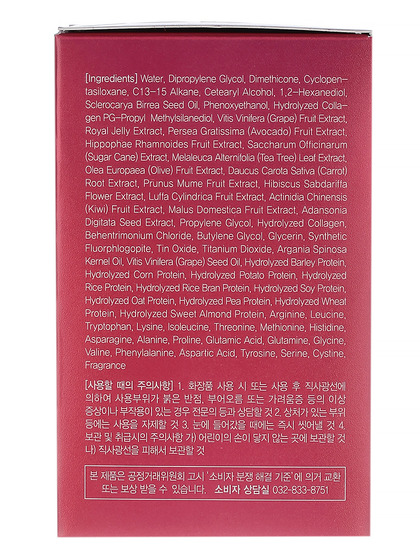 [Ingredients] Water, Dipropylene Glycol, Dimethicone, Cyclopen-
tasiloxane, C13-15 Alkane, Cetearyl Alcohol, 1,2-Hexanediol,
Sclerocarya Birrea Seed Oil, Phenoxyethanol, Hydrolyzed Colla-
gen PG-Propyl Methylsilanediol, Vitis Vinifera (Grape) Fruit Extract,
Royal Jelly Extract, Persea Gratissima (Avocado) Fruit Extract,
Hippophae Rhamnoides Fruit Extract, Saccharum Officinarum
(Sugar Cane) Extract, Melaleuca Alternifolia (Tea Tree) Leaf Extract,
Olea Europaea (Olive) Fruit Extract, Daucus Carota Sativa (Carrot)
Root Extract, Prunus Mume Fruit Extract, Hibiscus Sabdariffa
Flower Extract, Luffa Cylindrica Fruit Extract, Actinidia Chinensis
(Kiwi) Fruit Extract, Malus Domestica Fruit Extract, Adansonia
Digitata Seed Extract, Propylene Glycol, Hydrolyzed Collagen,
Behentrimonium Chloride, Butylene Glycol, Glycerin, Synthetic
Fluorphlogopite, Tin Oxide, Titanium Dioxide, Argania Spinosa
Kernel Oil, Vitis Vinifera (Grape) Seed Oil, Hydrolyzed Barley Protein,
Hydrolyzed Corn Protein, Hydrolyzed Potato Protein, Hydrolyzed
Rice Protein, Hydrolyzed Rice Bran Protein, Hydrolyzed Soy Protein,
Hydrolyzed Oat Protein, Hydrolyzed Pea Protein, Hydrolyzed Wheat
Protein, Hydrolyzed Sweet Almond Protein, Arginine, Leucine,
Tryptophan, Lysine, Isoleucine, Threonine, Methionine, Histidine,
Asparagine, Alanine, Proline, Glutamic Acid, Glutamine, Glycine,
Valine, Phenylalanine, Aspartic Acid, Tyrosine, Serine, Cystine,
Fragrance
[사용할 때의 주의사항] 1. 화장품 사용 시 또는 사용 후 직사광선에
의하여 사용부위가 붉은 반점, 부어오름 또는 가려움증 등의 이상
증상이나 부작용이 있는 경우 전문의 등과 상담할 것 2. 상처가 있는 부위
등에는 사용을 자제할 것 3. 눈에 들어갔을 때에는 즉시 씻어낼 것 4.
보관 및 취급시의 주의사항 가) 어린이의 손이 닿지 않는 곳에 보관할 것
나) 직사광선을 피해서 보관할 것
본 제품은 공정거래위원회 고시 '소비자 분쟁 해결 기준' 에 의거 교환
또는 보상 받을 수 있습니다. 소비자 상담실 032-833-8751